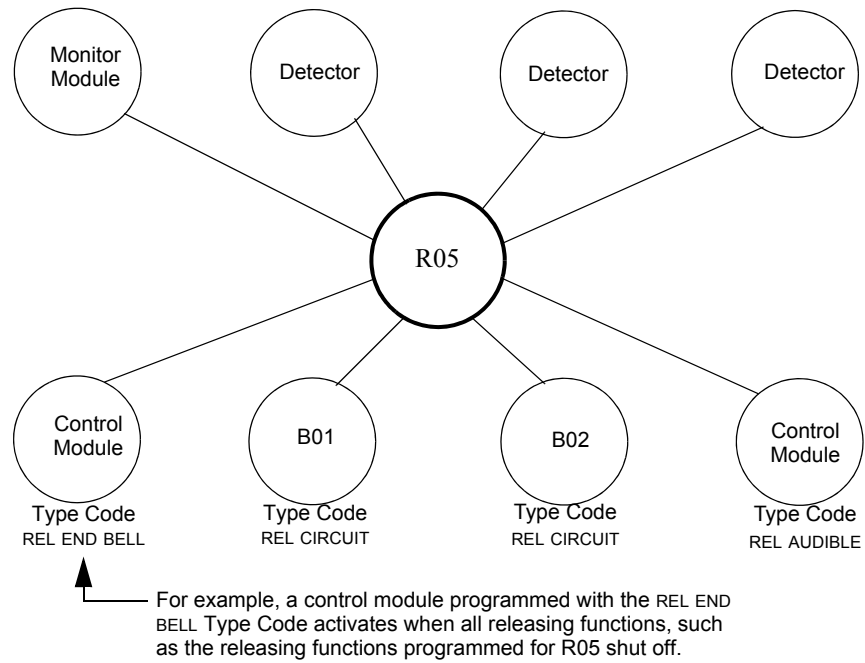 Monitor
Module
Detector
Detector
Detector
R05
Control
Module
B01
B02
Control
Module
Type Code
REL END BELL
Type Code
REL CIRCUIT
Type Code
REL CIRCUIT
Type Code
REL AUDIBLE
For example, a control module programmed with the REL END
BELL Type Code activates when all releasing functions, such
as the releasing functions programmed for R05 shut off.